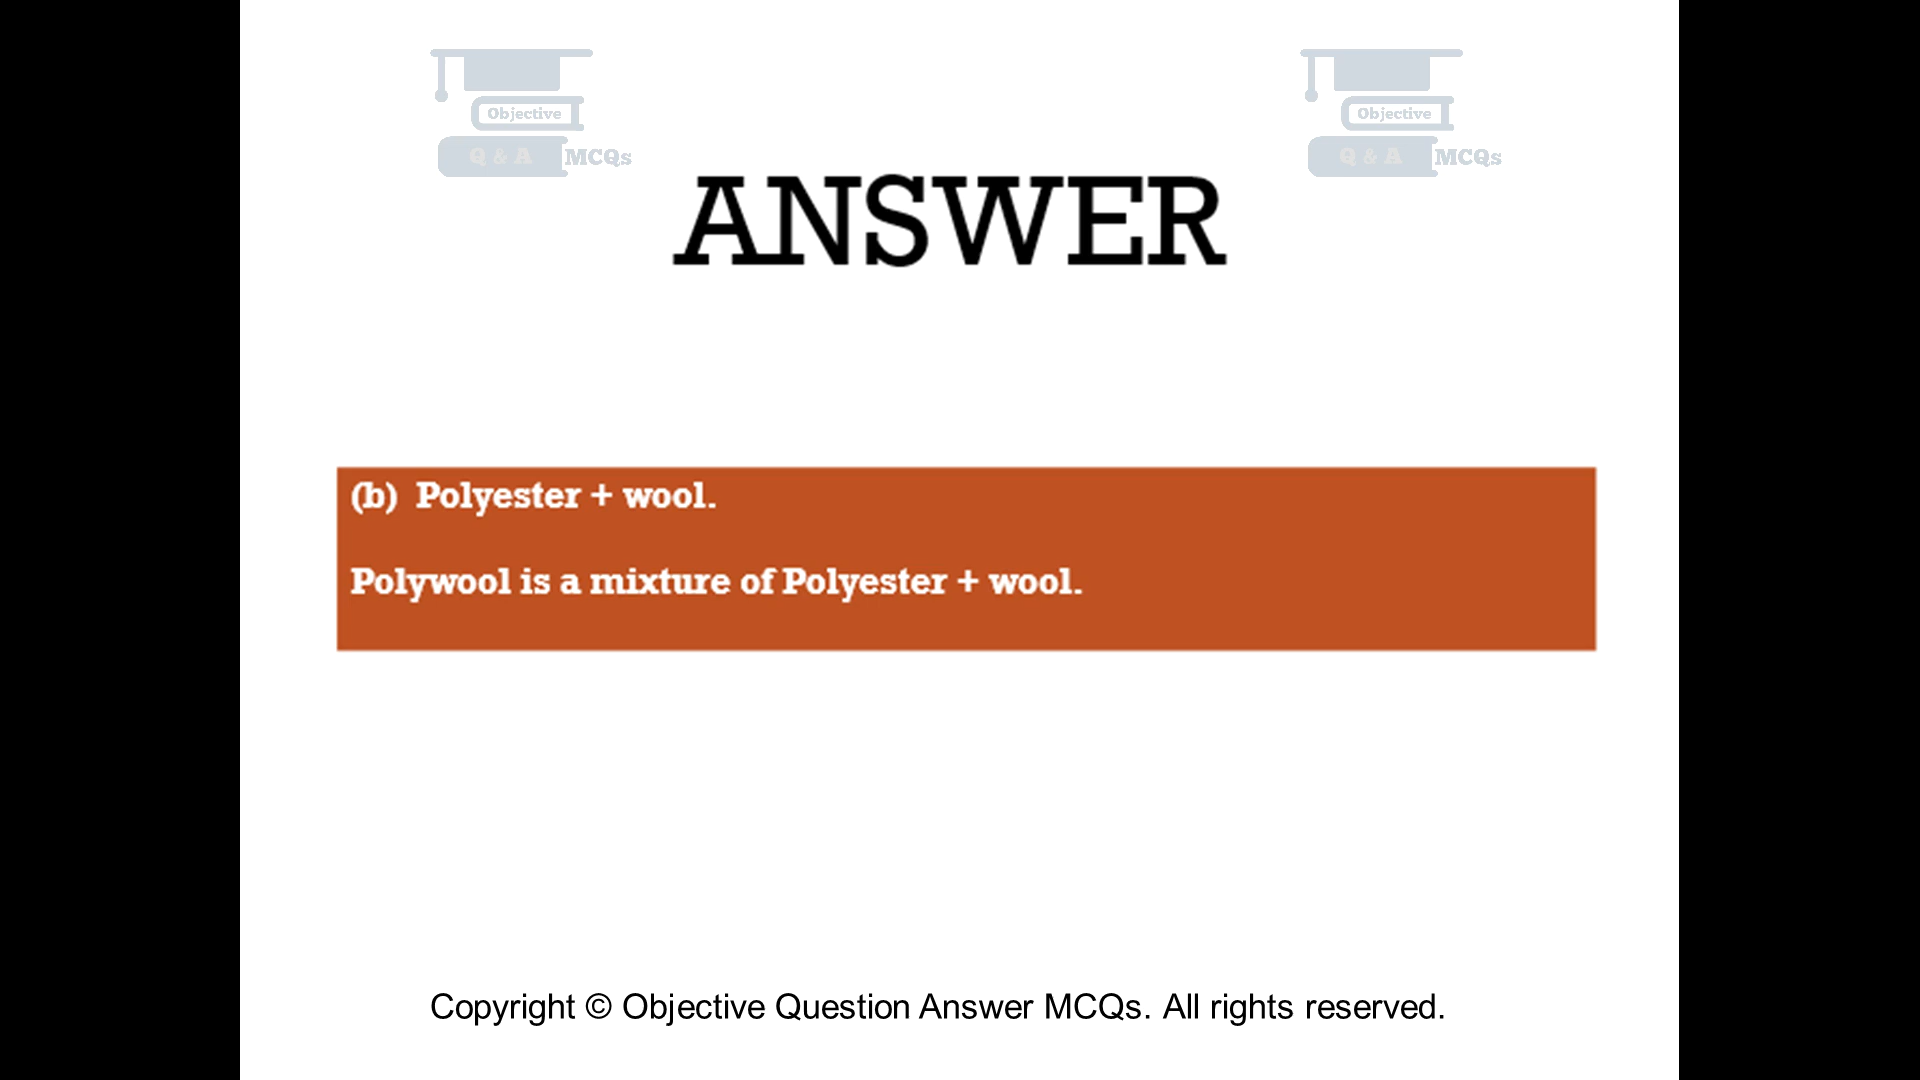 Objective
Q & A MCQs
Objective
Q & A MCQs
ANSWER
(b) Polyester + wool.
Polywool is a mixture of Polyester + wool.
Copyright © Objective Question Answer MCQs. All rights reserved.